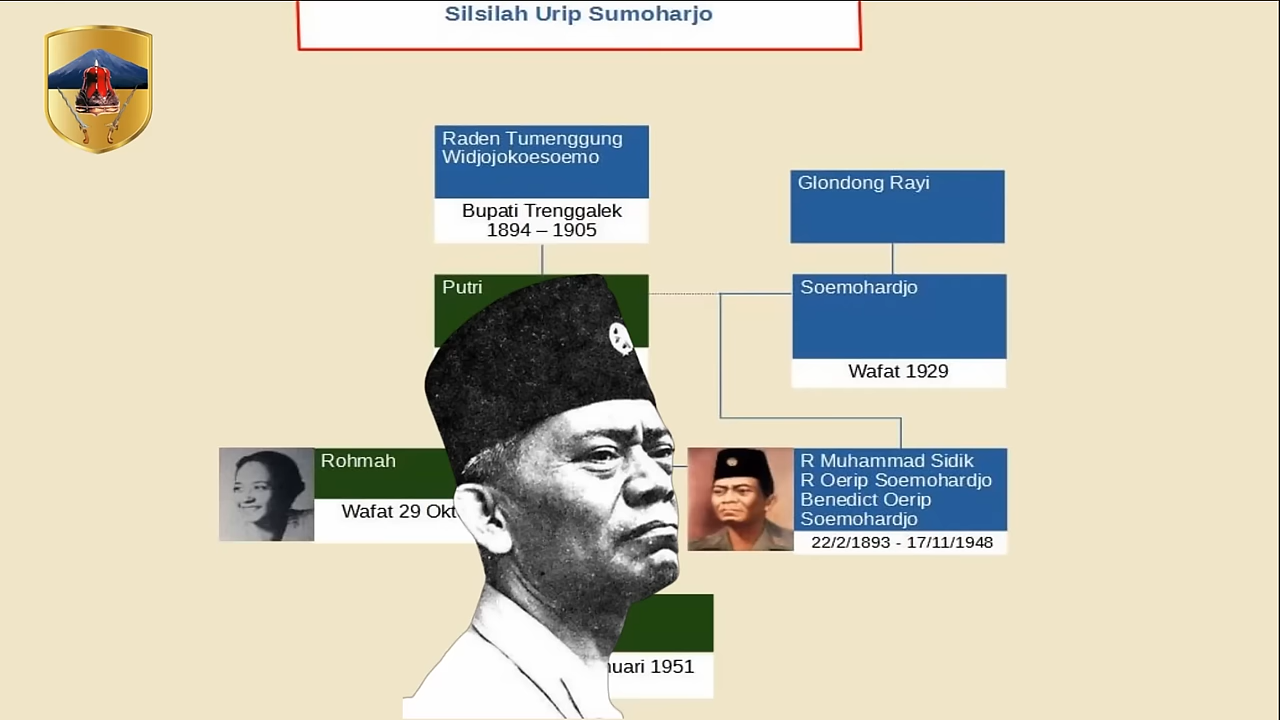 Silsilah Urip Sumoharjo
Raden Tumenggung
Widjojokoesoemo
Bupati Trenggalek
1894 – 1905
Glondong Rayi
Putri
Soemohardjo
Wafat 1929
Rohmah
Wafat 29 Okt
R Muhammad Sidik
R Oerip Soemohardjo
Benedict Oerip
Soemohardjo
22/2/1893 - 17/11/1948
nuari 1951